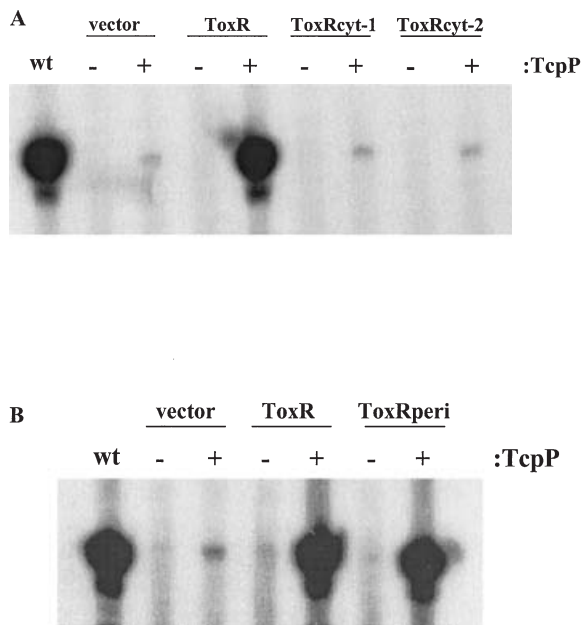 A
vector ToxR ToxRcyt-1 ToxRcyt-2
wt - + - + - + - + :TcpP
B
vector ToxR ToxRperi
wt - + - + - + :TcpP